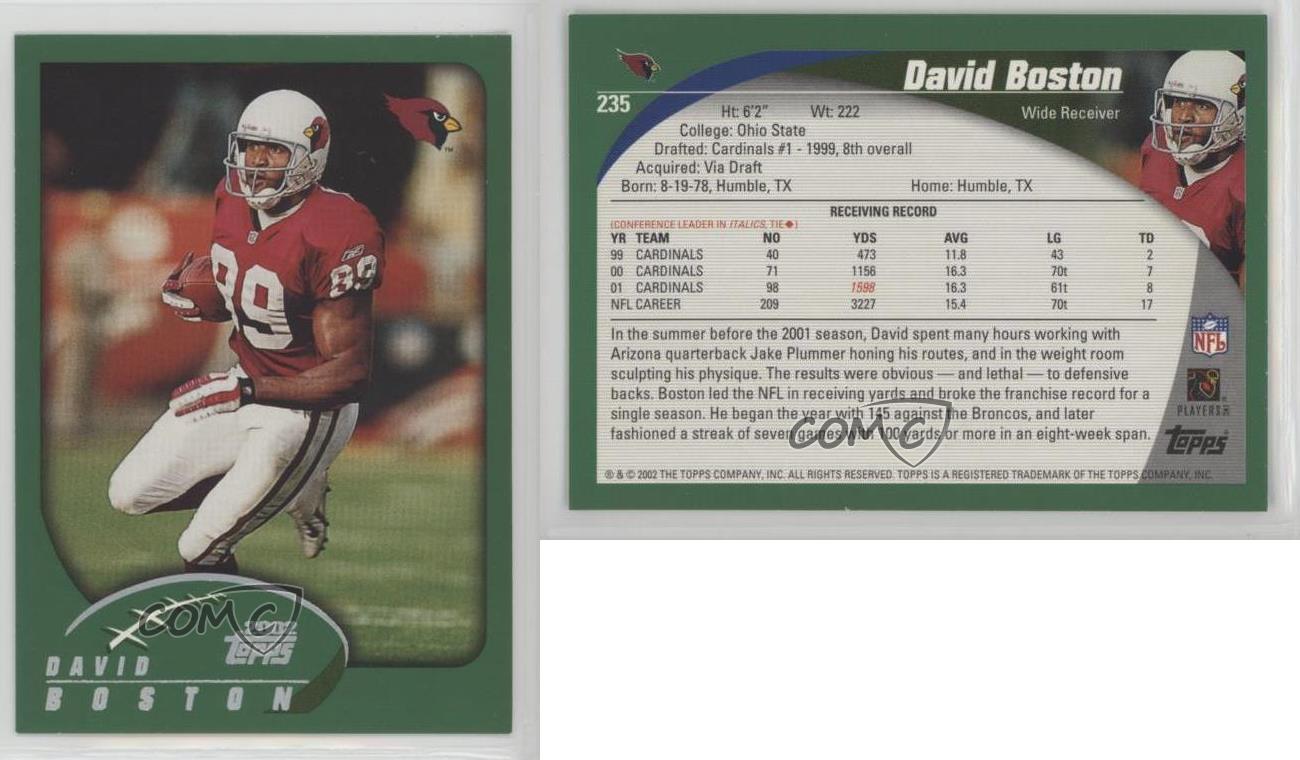 89
89
COMC
2002
Topps
DAVID
BOSTON
TM
235
David Boston
Wide Receiver
Ht: 6'2" Wt: 222
College: Ohio State
Drafted: Cardinals #1 - 1999, 8th overall
Acquired: Via Draft
Born: 8-19-78, Humble, TX Home: Humble, TX
RECEIVING RECORD
(CONFERENCE LEADER IN ITALICS, TIE◆)
YR TEAM NO YDS AVG LG TD
99 CARDINALS 40 473 11.8 43 2
00 CARDINALS 71 1156 16.3 70t 7
01 CARDINALS 98 1598 16.3 61t 8
NFL CAREER 209 3227 15.4 70t 17
In the summer before the 2001 season, David spent many hours working with
Arizona quarterback Jake Plummer honing his routes, and in the weight room
sculpting his physique. The results were obvious — and lethal — to defensive
backs. Boston led the NFL in receiving yards and broke the franchise record for a
single season. He began the year with 145 against the Broncos, and later
fashioned a streak of seven games with 100 yards or more in an eight-week span.
NFL
PLAYERS
Topps
COMC
® & © 2002 THE TOPPS COMPANY, INC. ALL RIGHTS RESERVED. TOPPS IS A REGISTERED TRADEMARK OF THE TOPPS COMPANY, INC.